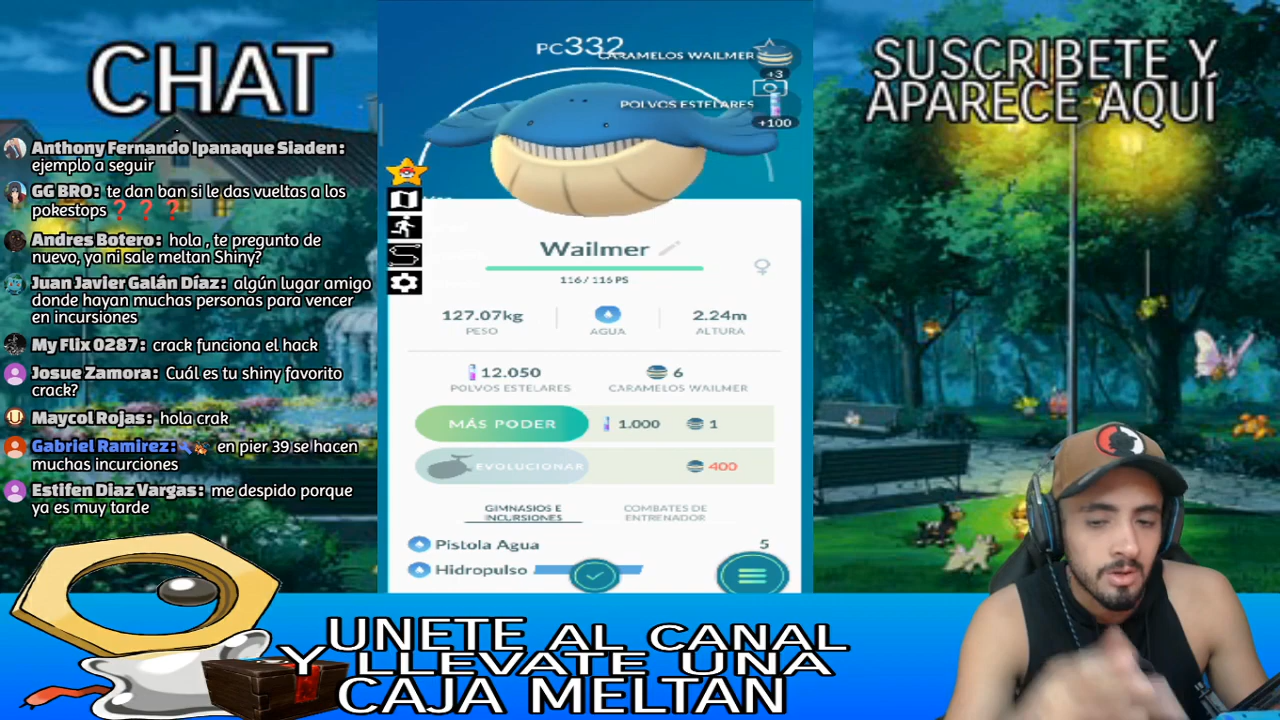 CHAT
Anthony Fernando Ipanaque Siaden:
ejemplo a seguir
GG BRO: te dan ban si le das vueltas a los
pokestops ❓ ❓ ❓
Andres Botero: hola , te pregunto de
nuevo, ya ni sale meltan Shiny?
Juan Javier Galán Díaz: algún lugar amigo
donde hayan muchas personas para vencer
en incursiones
My Flix 0287: crack funciona el hack
Josue Zamora: Cuál es tu shiny favorito
crack?
Maycol Rojas: hola crak
Gabriel Ramirez: en pier 39 se hacen
muchas incurciones
Estifen Diaz Vargas: me despido porque
ya es muy tarde
PC332
CARAMELOS WAILMER
+3
POLVOS ESTELARES
+100
Wailmer
116 / 116 PS
127.07kg
PESO
AGUA
2.24m
ALTURA
12.050
POLVOS ESTELARES
6
CARAMELOS WAILMER
MÁS PODER
1.000
1
EVOLUCIONAR
400
GIMNASIOS E
INCURSIONES
COMBATES DE
ENTRENADOR
Pistola Agua
5
Hidropulso
SUSCRIBETE Y
APARECE AQUÍ
UNETE AL CANAL
Y LLEVATE UNA
CAJA MELTAN